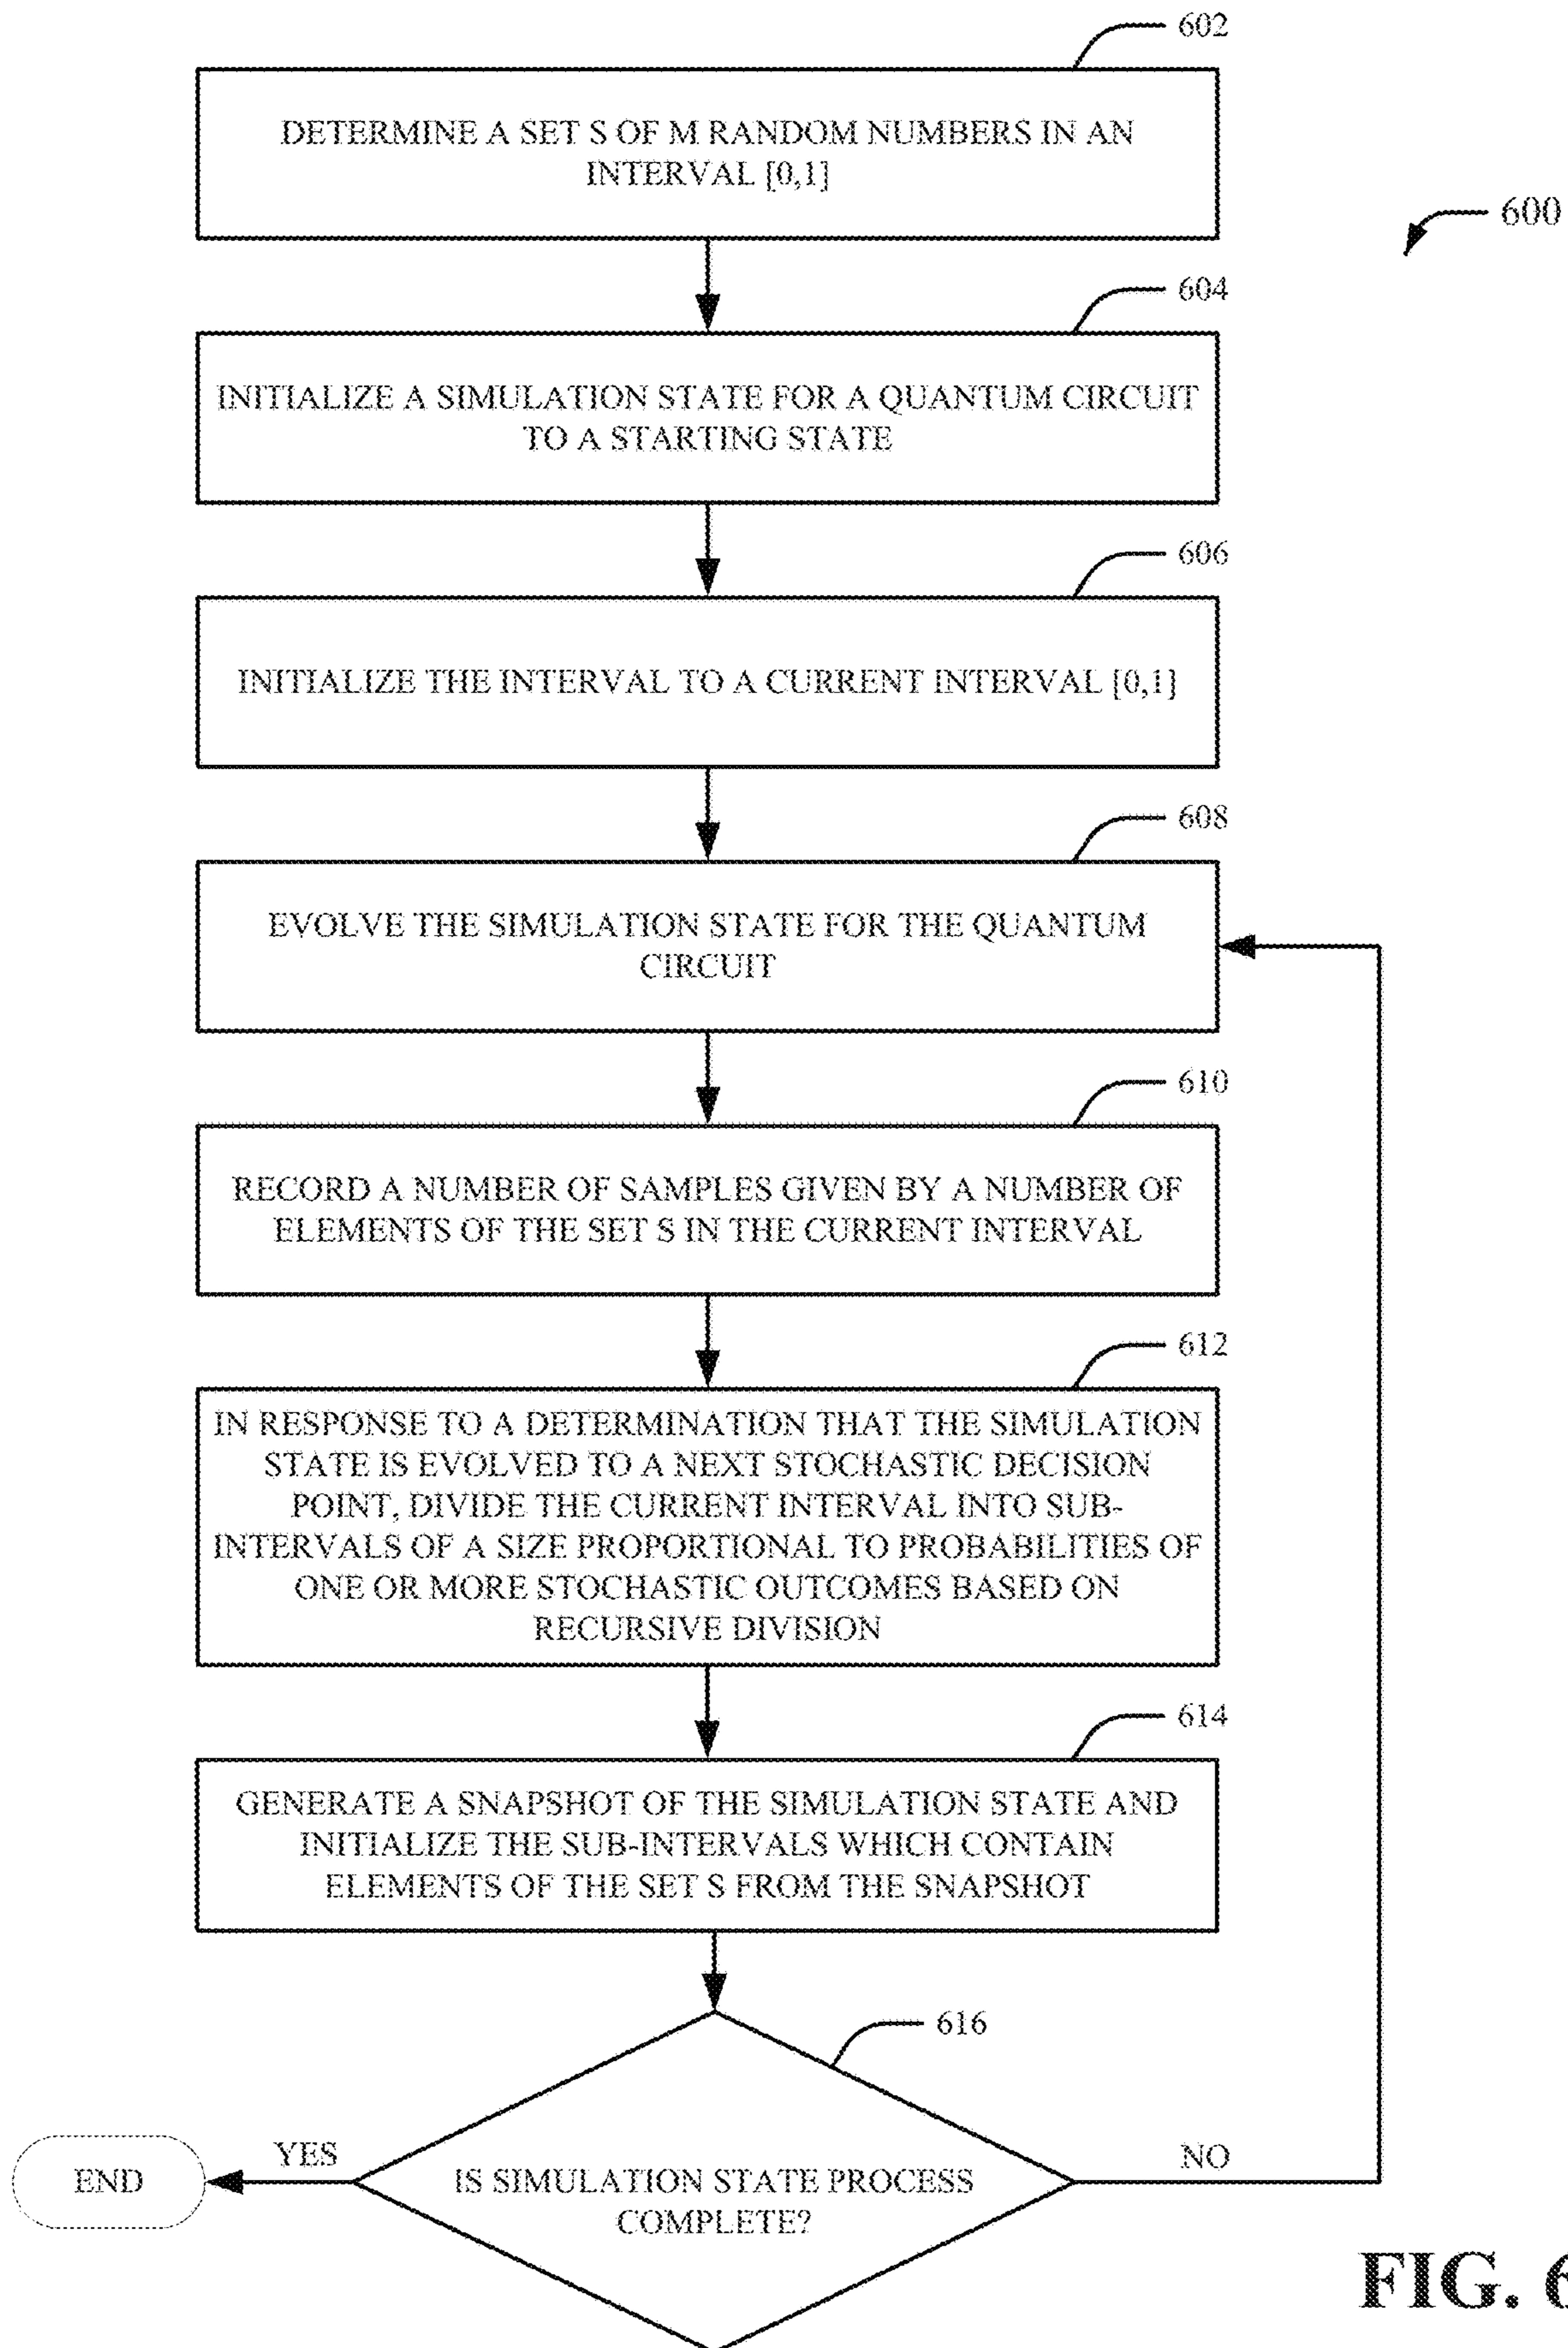 602
DETERMINE A SET S OF M RANDOM NUMBERS IN AN
INTERVAL [0,1]
600
604
INITIALIZE A SIMULATION STATE FOR A QUANTUM CIRCUIT
TO A STARTING STATE
606
INITIALIZE THE INTERVAL TO A CURRENT INTERVAL [0,1]
608
EVOLVE THE SIMULATION STATE FOR THE QUANTUM
CIRCUIT
610
RECORD A NUMBER OF SAMPLES GIVEN BY A NUMBER OF
ELEMENTS OF THE SET S IN THE CURRENT INTERVAL
612
IN RESPONSE TO A DETERMINATION THAT THE SIMULATION
STATE IS EVOLVED TO A NEXT STOCHASTIC DECISION
POINT, DIVIDE THE CURRENT INTERVAL INTO SUB-
INTERVALS OF A SIZE PROPORTIONAL TO PROBABILITIES OF
ONE OR MORE STOCHASTIC OUTCOMES BASED ON
RECURSIVE DIVISION
614
GENERATE A SNAPSHOT OF THE SIMULATION STATE AND
INITIALIZE THE SUB-INTERVALS WHICH CONTAIN
ELEMENTS OF THE SET S FROM THE SNAPSHOT
616
YES
NO
END
IS SIMULATION STATE PROCESS
COMPLETE?
FIG. 6